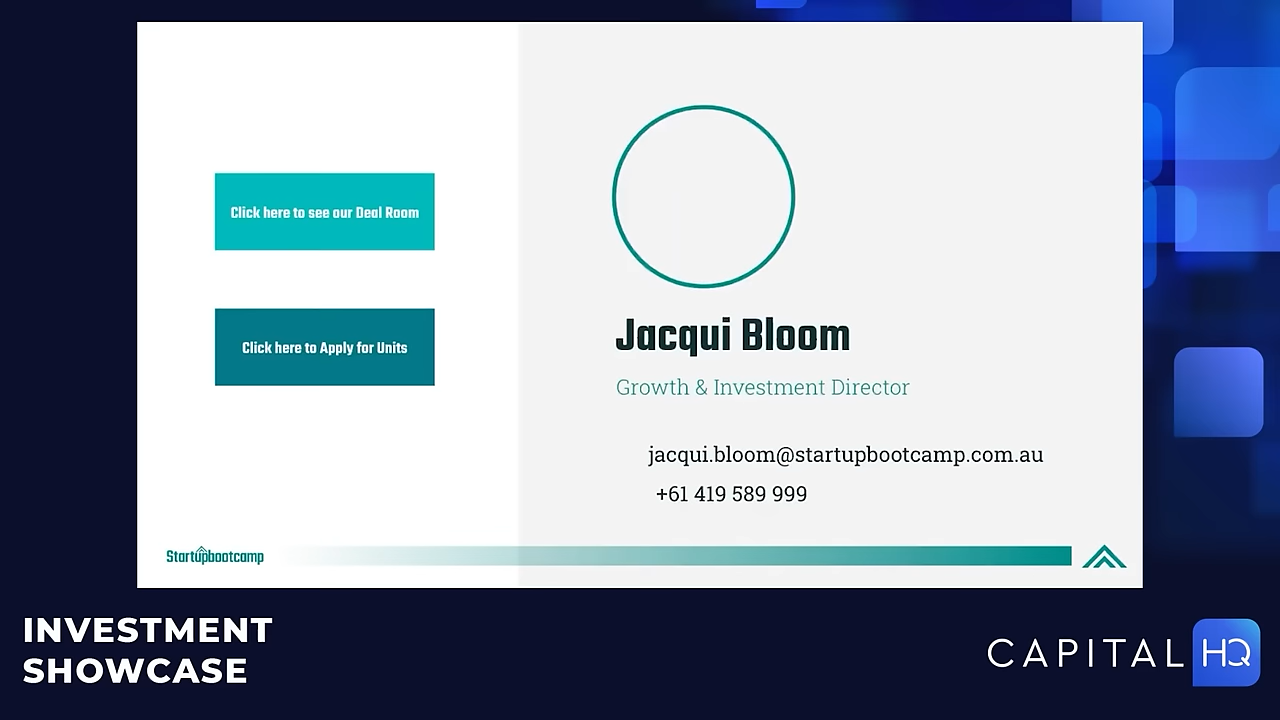 Click here to see our Deal Room
Click here to Apply for Units
Jacqui Bloom
Growth & Investment Director
jacqui.bloom@startupbootcamp.com.au
+61 419 589 999
Startupbootcamp
INVESTMENT
SHOWCASE
CAPITAL HQ